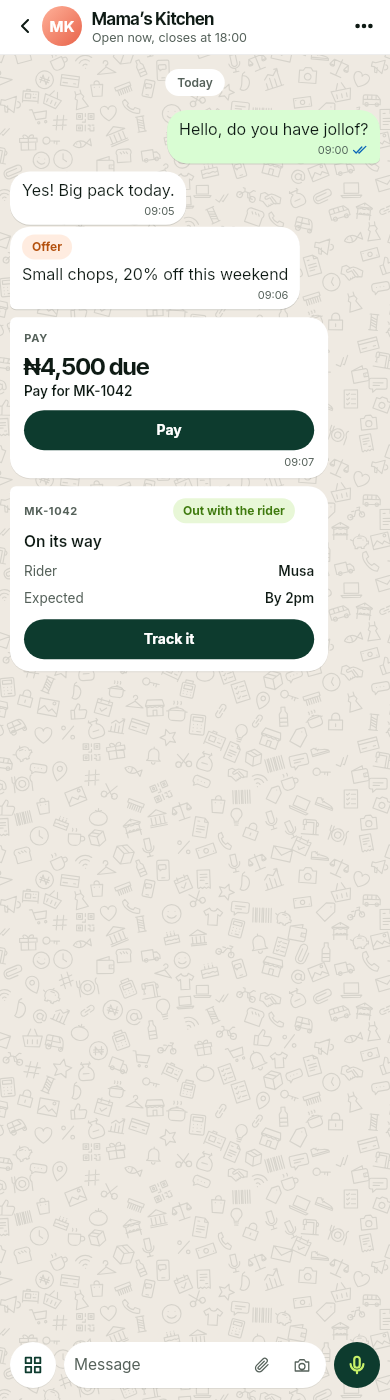 MK
Mama’s Kitchen
Open now, closes at 18:00
Today
Hello, do you have jollof?
09:00
Yes! Big pack today.
09:05
Offer
Small chops, 20% off this weekend
09:06
PAY
₦4,500 due
Pay for MK-1042
Pay
09:07
MK-1042
Out with the rider
On its way
Rider
Musa
Expected
By 2pm
Track it
Message